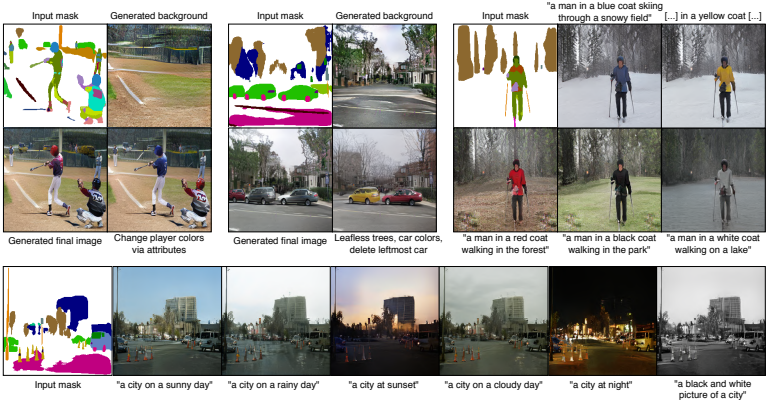 Input mask
Generated background
Input mask
Generated background
Input mask
"a man in a blue coat skiing
through a snowy field"
[...] in a yellow coat [...]
Generated final image
Change player colors
via attributes
Generated final image
Leafless trees, car colors,
delete leftmost car
"a man in a red coat
walking in the forest"
"a man in a black coat
walking in the park"
"a man in a white coat
walking on a lake"
Input mask
"a city on a sunny day"
"a city on a rainy day"
"a city at sunset"
"a city on a cloudy day"
"a city at night"
"a black and white
picture of a city"